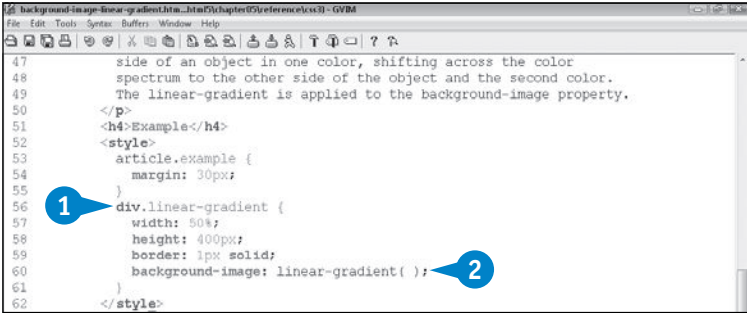 background-image-linear-gradient.htm...html5\chapter05\reference\css3) - GVIM
File Edit Tools Syntax Buffers Window Help
47 side of an object in one color, shifting across the color
48 spectrum to the other side of the object and the second color.
49 The linear-gradient is applied to the background-image property.
50 </p>
51 <h4>Example</h4>
52 <style>
53 article.example {
54 margin: 30px;
55 }
56 div.linear-gradient {
57 width: 50%;
58 height: 400px;
59 border: 1px solid;
60 background-image: linear-gradient( );
61 }
62 </style>
1
2